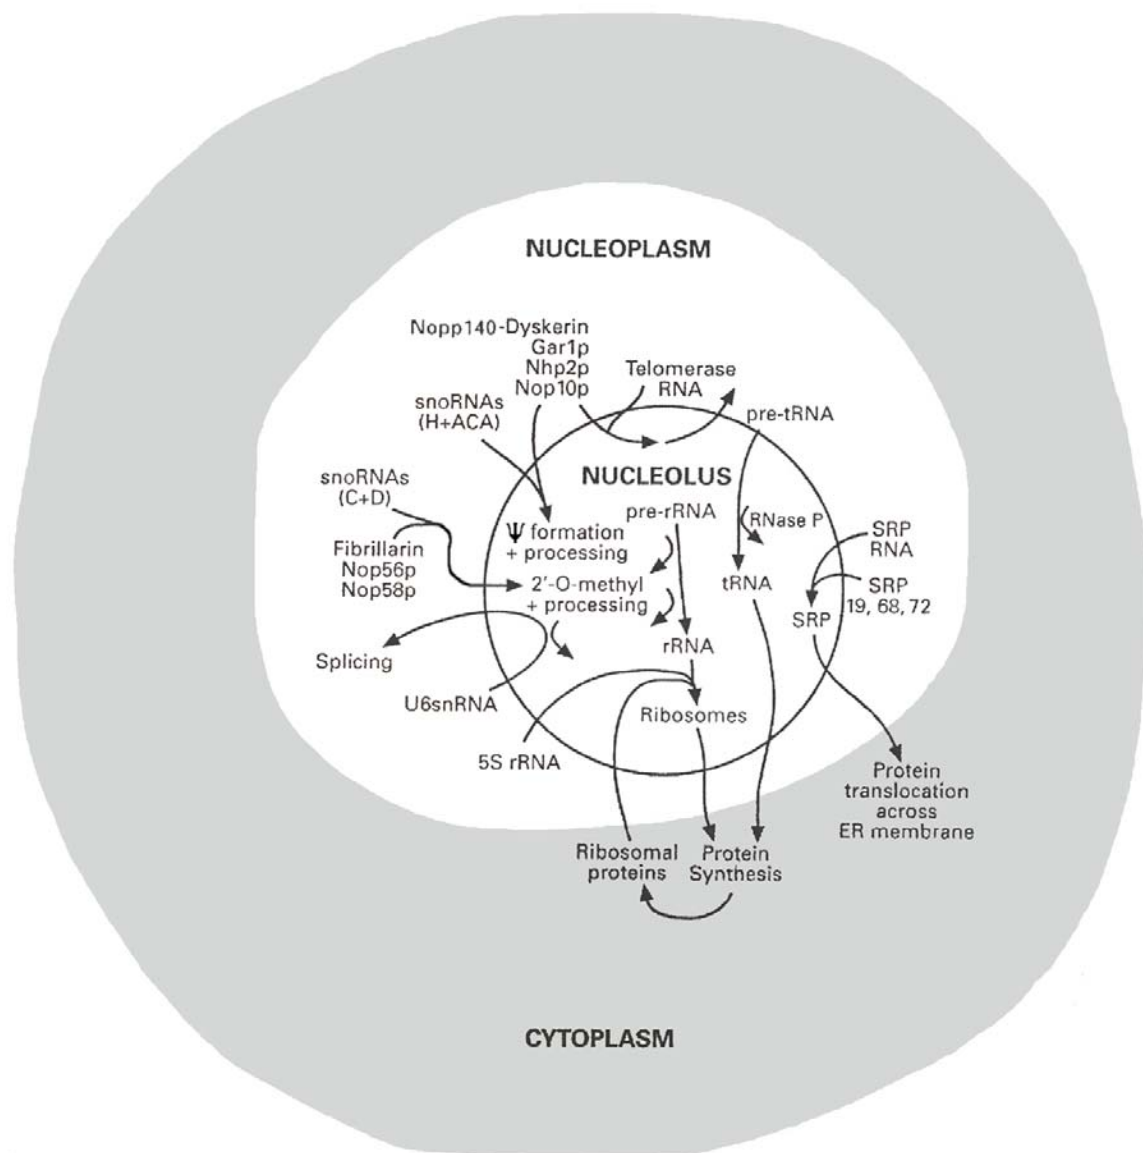 NUCLEOPLASM
Nopp140-Dyskerin
Gar1p
Nhp2p
Nop10p
Telomerase
RNA
snoRNAs
(H+ACA)
pre-tRNA
NUCLEOLUS
snoRNAs
(C+D)
pre-rRNA
RNase P
Ψ formation
+ processing
SRP
RNA
Fibrillarin
Nop56p
Nop58p
2'-O-methyl
+ processing
tRNA
SRP
19, 68, 72
SRP
rRNA
Splicing
U6snRNA
Ribosomes
5S rRNA
Protein
translocation
across
ER membrane
Ribosomal
proteins
Protein
Synthesis
CYTOPLASM